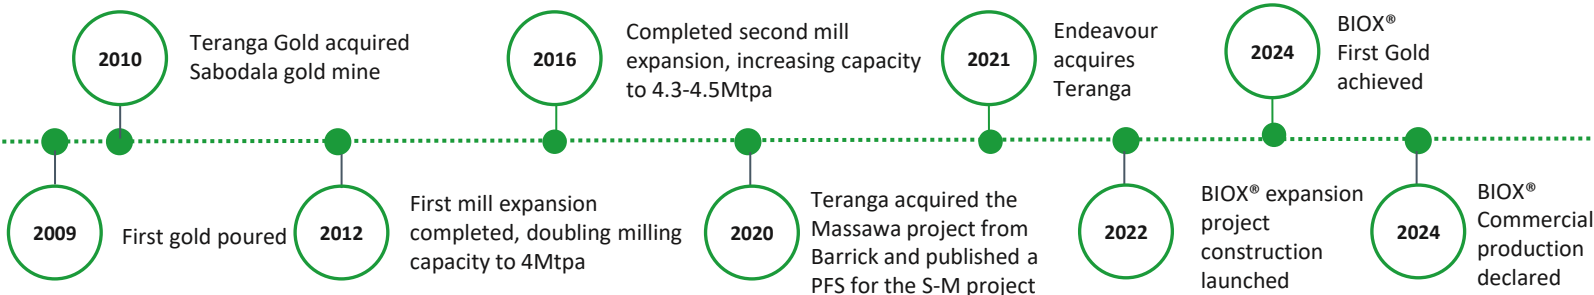 2009
First gold poured
2010
Teranga Gold acquired
Sabodala gold mine
2012
First mill expansion
completed, doubling milling
capacity to 4Mtpa
2016
Completed second mill
expansion, increasing capacity
to 4.3-4.5Mtpa
2020
Teranga acquired the
Massawa project from
Barrick and published a
PFS for the S-M project
2021
Endeavour
acquires
Teranga
2022
BIOX® expansion
project
construction
launched
2024
BIOX®
First Gold
achieved
2024
BIOX®
Commercial
production
declared